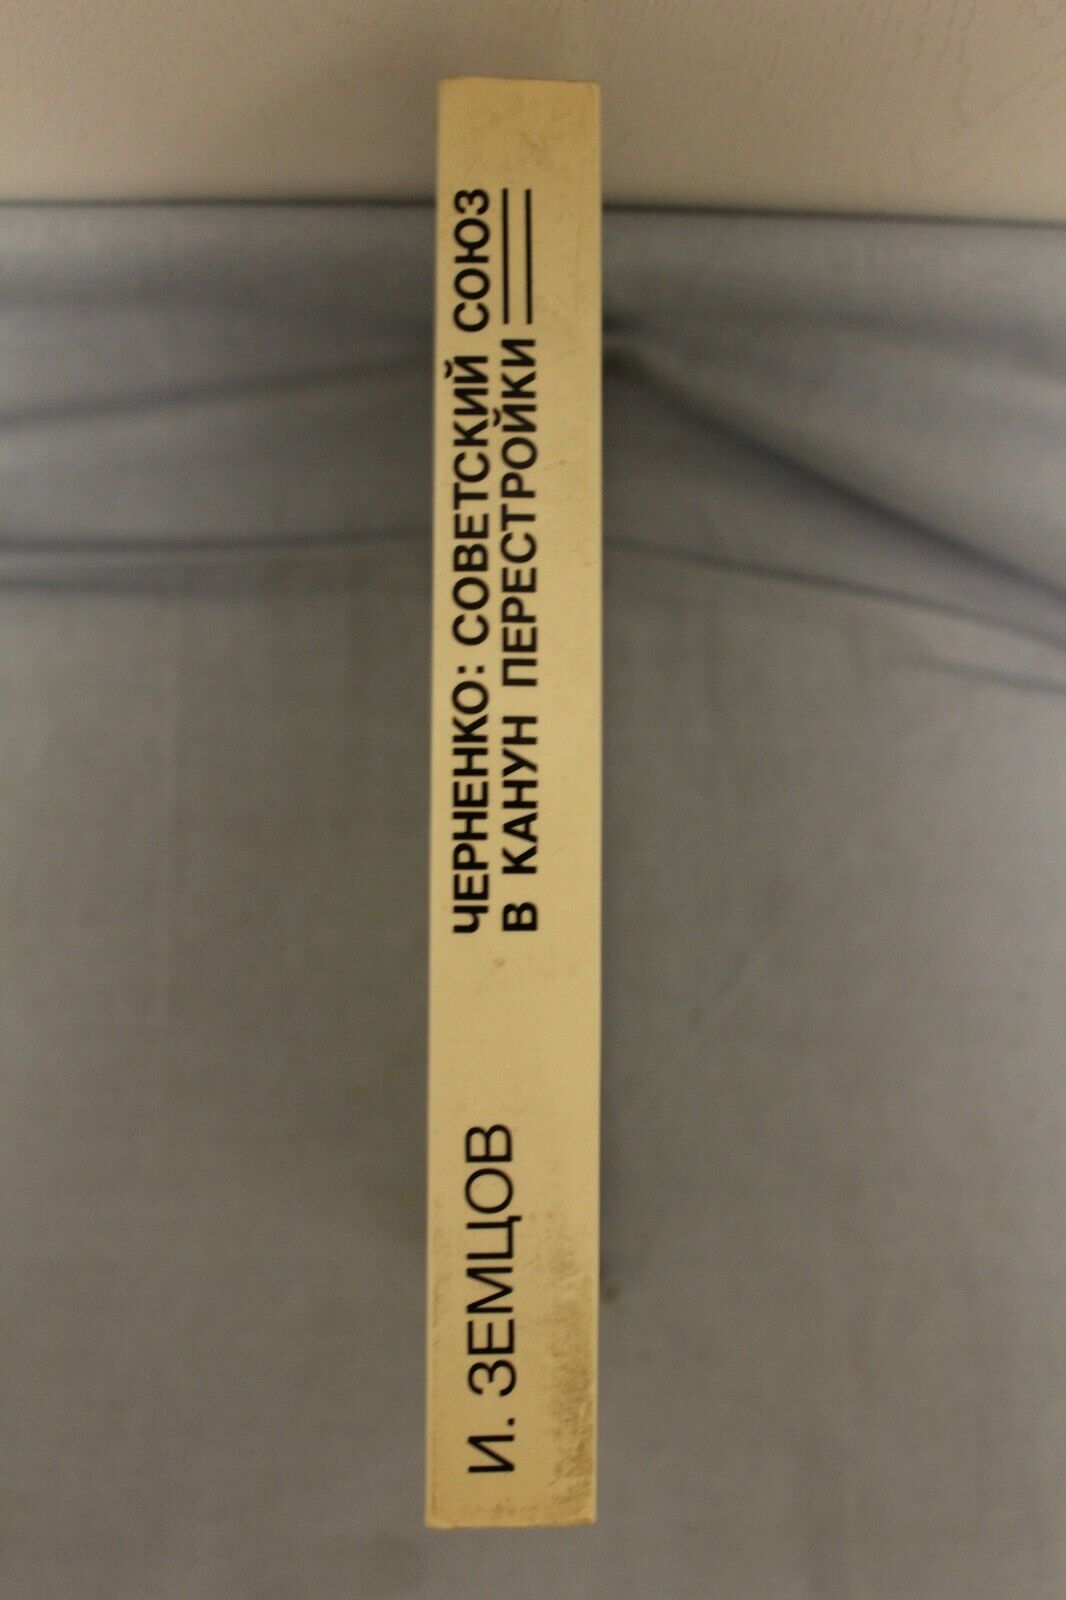 И. ЗЕМЦОВ
ЧЕРНЕНКО: СОВЕТСКИЙ СОЮЗ
В КАНУН ПЕРЕСТРОЙКИ